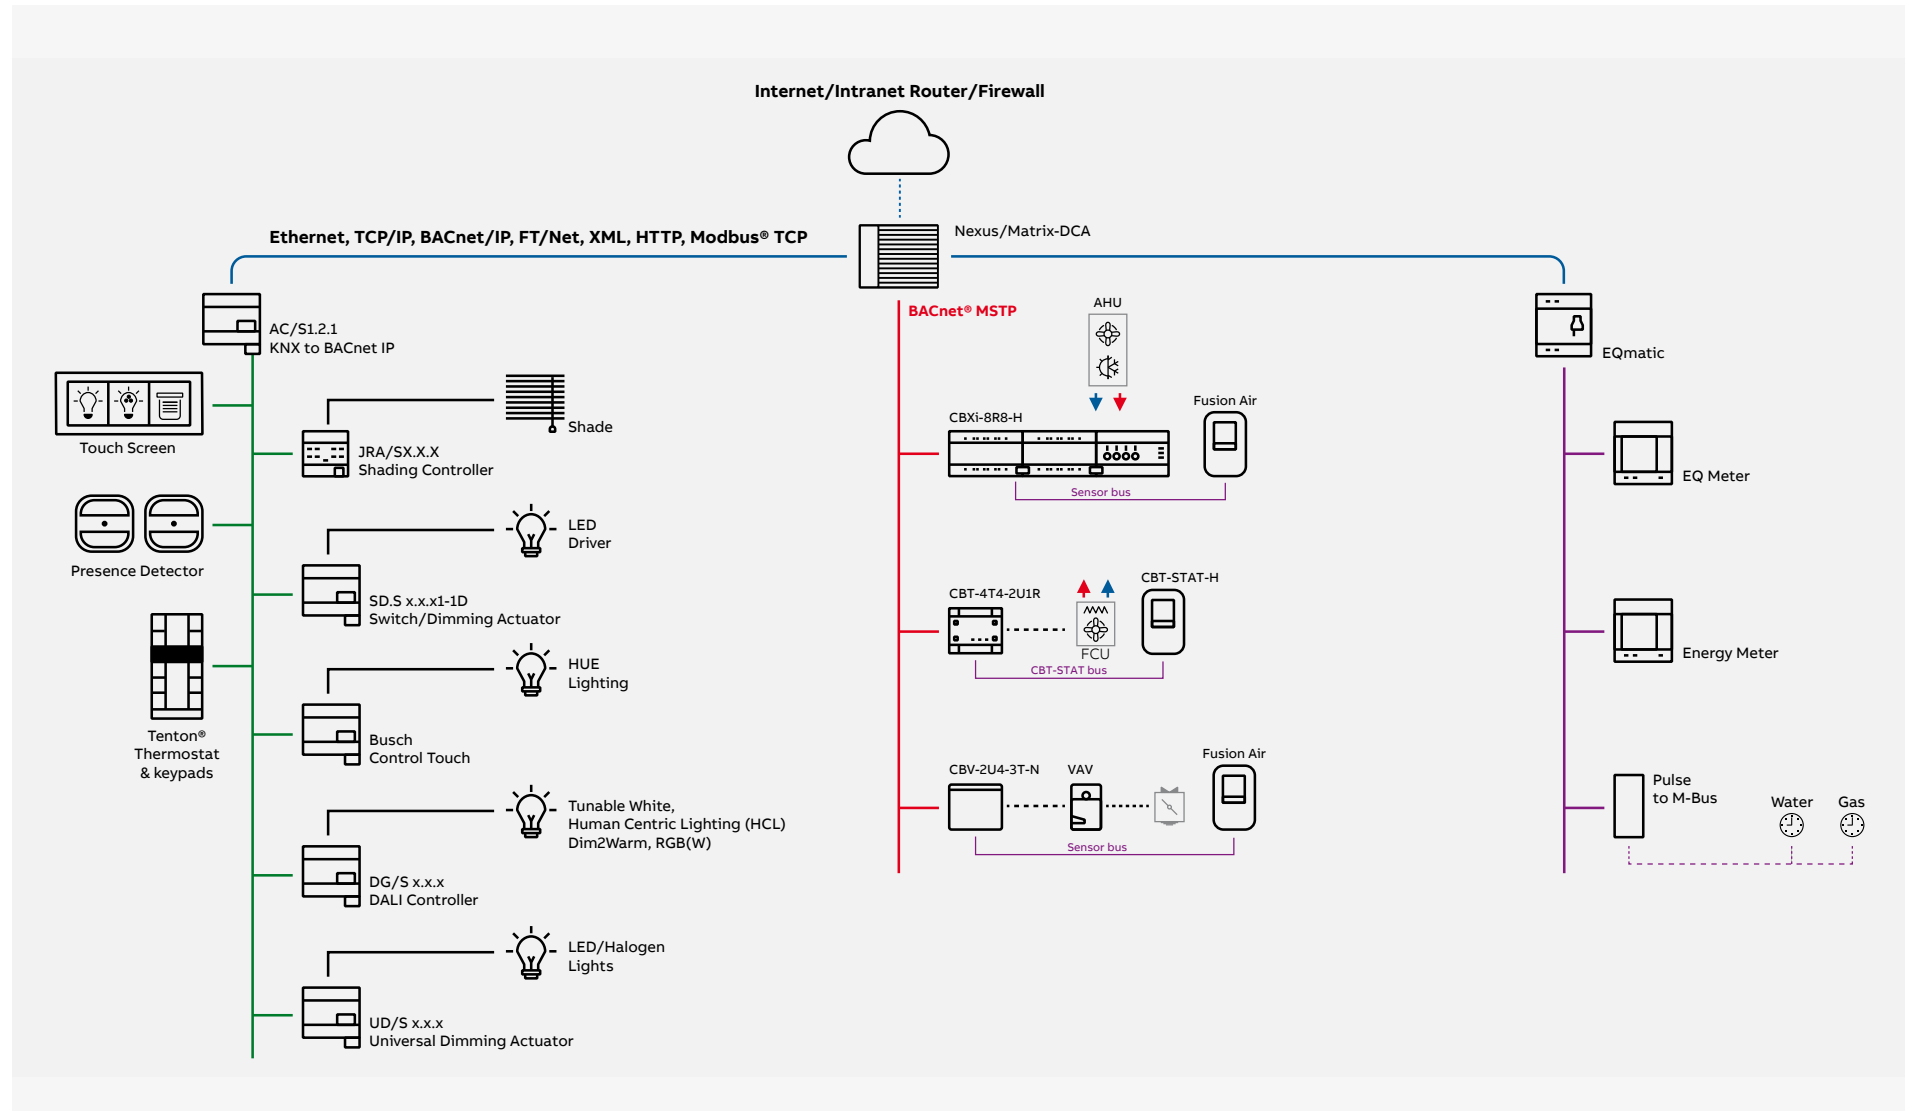 Internet/Intranet Router/Firewall
Ethernet, TCP/IP, BACnet/IP, FT/Net, XML, HTTP, Modbus® TCP
Nexus/Matrix-DCA
AC/S1.2.1
KNX to BACnet IP
Touch Screen
Shade
JRA/SX.X.X
Shading Controller
Presence Detector
LED
Driver
SD.S x.x.x1-1D
Switch/Dimming Actuator
Tenton®
Thermostat
& keypads
HUE
Lighting
Busch
Control Touch
Tunable White,
Human Centric Lighting (HCL)
Dim2Warm, RGB(W)
DG/S x.x.x
DALI Controller
LED/Halogen
Lights
UD/S x.x.x
Universal Dimming Actuator
BACnet® MSTP
AHU
CBXi-8R8-H
Fusion Air
Sensor bus
CBT-4T4-2U1R
FCU
CBT-STAT-H
CBT-STAT bus
CBV-2U4-3T-N
VAV
Fusion Air
Sensor bus
EQmatic
EQ Meter
Energy Meter
Pulse
to M-Bus
Water
Gas